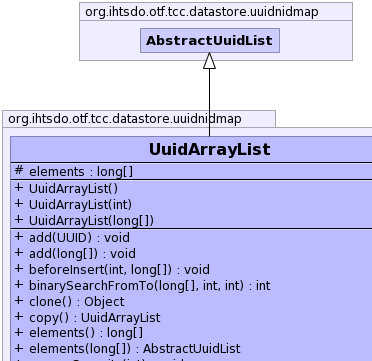 org.ihtsdo.otf.tcc.datastore.uuidnidmap
AbstractUuidList
org.ihtsdo.otf.tcc.datastore.uuidnidmap
UuidArrayList
# elements : long[]
+ UuidArrayList()
+ UuidArrayList(int)
+ UuidArrayList(long[])
+ add(UUID) : void
+ add(long[]) : void
+ beforeInsert(int, long[]) : void
+ binarySearchFromTo(long[], int, int) : int
+ clone() : Object
+ copy() : UuidArrayList
+ elements() : long[]
+ elements(long[]) : AbstractUuidList